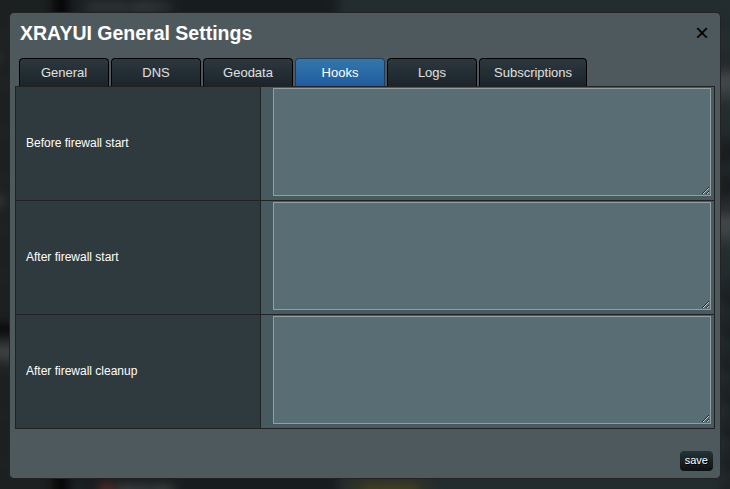 XRAYUI General Settings
✕
General DNS Geodata Hooks Logs Subscriptions
Before firewall start
After firewall start
After firewall cleanup
save